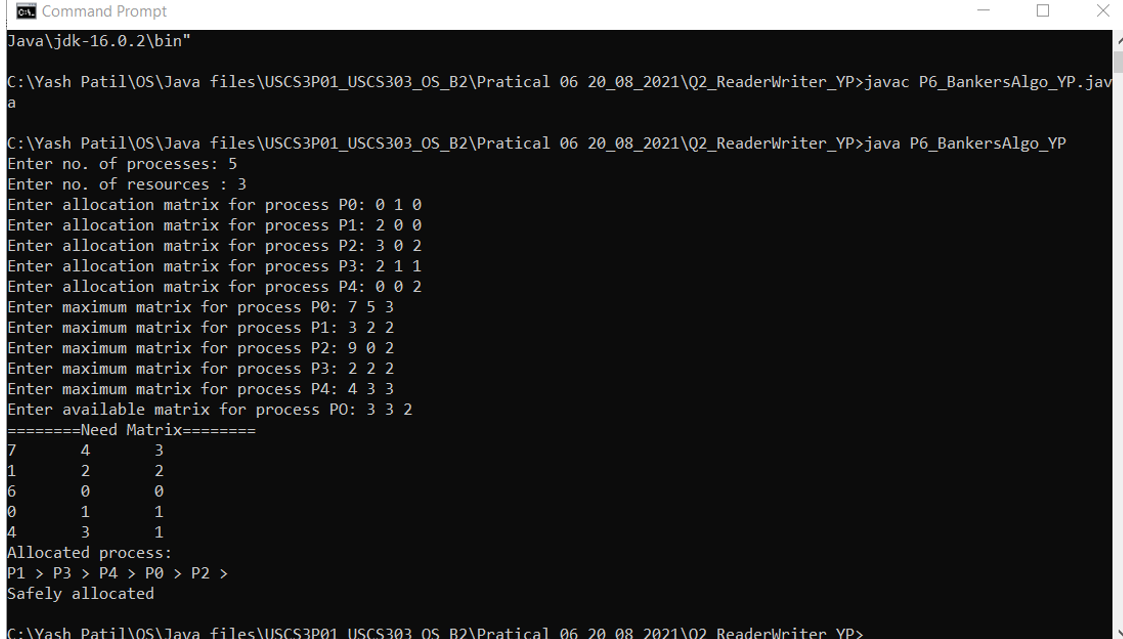 Command Prompt
Java\jdk-16.0.2\bin"
C:\Yash Patil\OS\Java files\USCS3P01_USCS303_OS_B2\Pratical 06 20_08_2021\Q2_ReaderWriter_YP>javac P6_BankersAlgo_YP.jav
a
C:\Yash Patil\OS\Java files\USCS3P01_USCS303_OS_B2\Pratical 06 20_08_2021\Q2_ReaderWriter_YP>java P6_BankersAlgo_YP
Enter no. of processes: 5
Enter no. of resources : 3
Enter allocation matrix for process P0: 0 1 0
Enter allocation matrix for process P1: 2 0 0
Enter allocation matrix for process P2: 3 0 2
Enter allocation matrix for process P3: 2 1 1
Enter allocation matrix for process P4: 0 0 2
Enter maximum matrix for process P0: 7 5 3
Enter maximum matrix for process P1: 3 2 2
Enter maximum matrix for process P2: 9 0 2
Enter maximum matrix for process P3: 2 2 2
Enter maximum matrix for process P4: 4 3 3
Enter available matrix for process PO: 3 3 2
========Need Matrix========
7 4 3
1 2 2
6 0 0
0 1 1
4 3 1
Allocated process:
P1 > P3 > P4 > P0 > P2 >
Safely allocated
C:\Yash Patil\OS\Java files\USCS3P01_USCS303_OS_B2\Pratical 06 20_08_2021\Q2_ReaderWriter_YP>